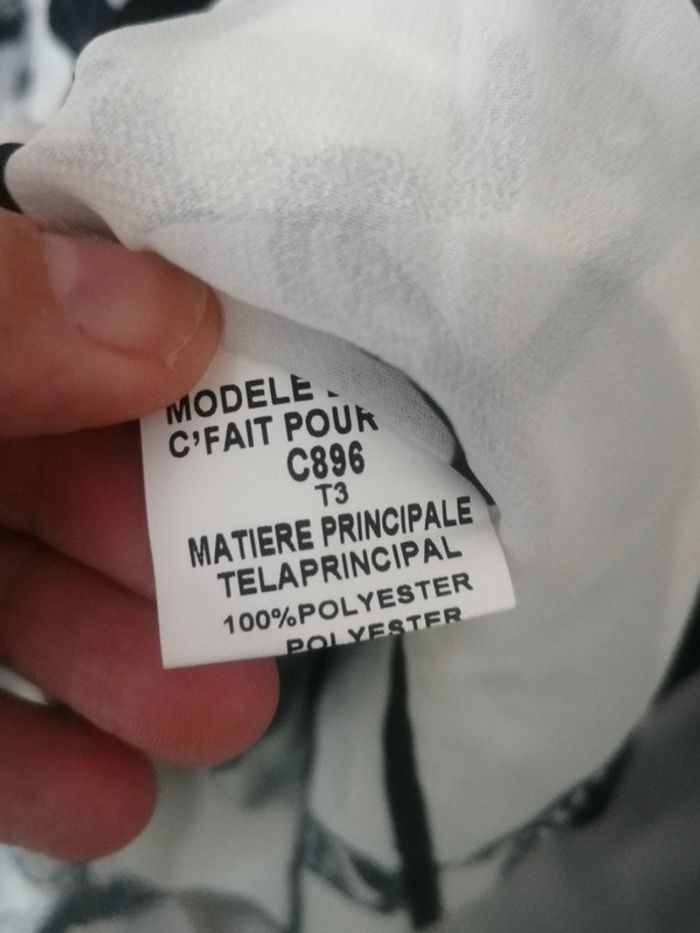 MODELE
C'FAIT POUR
C896
T3
MATIERE PRINCIPALE
TELAPRINCIPAL
100%POLYESTER
POLYESTER